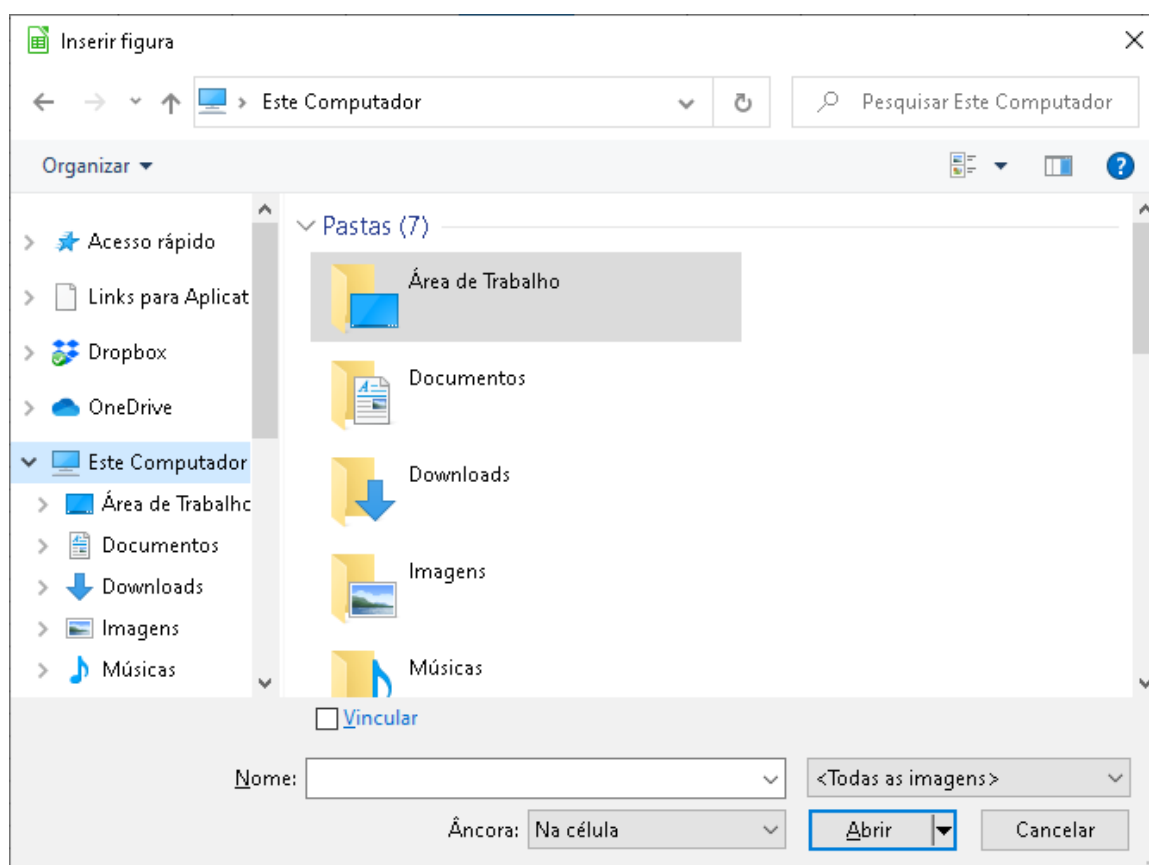 Inserir figura
Este Computador
Pesquisar Este Computador
Organizar
Acesso rápido
Links para Aplicat
Dropbox
OneDrive
Este Computador
Área de Trabalhc
Documentos
Downloads
Imagens
Músicas
Pastas (7)
Área de Trabalho
Documentos
Downloads
Imagens
Músicas
Vincular
Nome:
<Todas as imagens>
Âncora: Na célula
Abrir
Cancelar